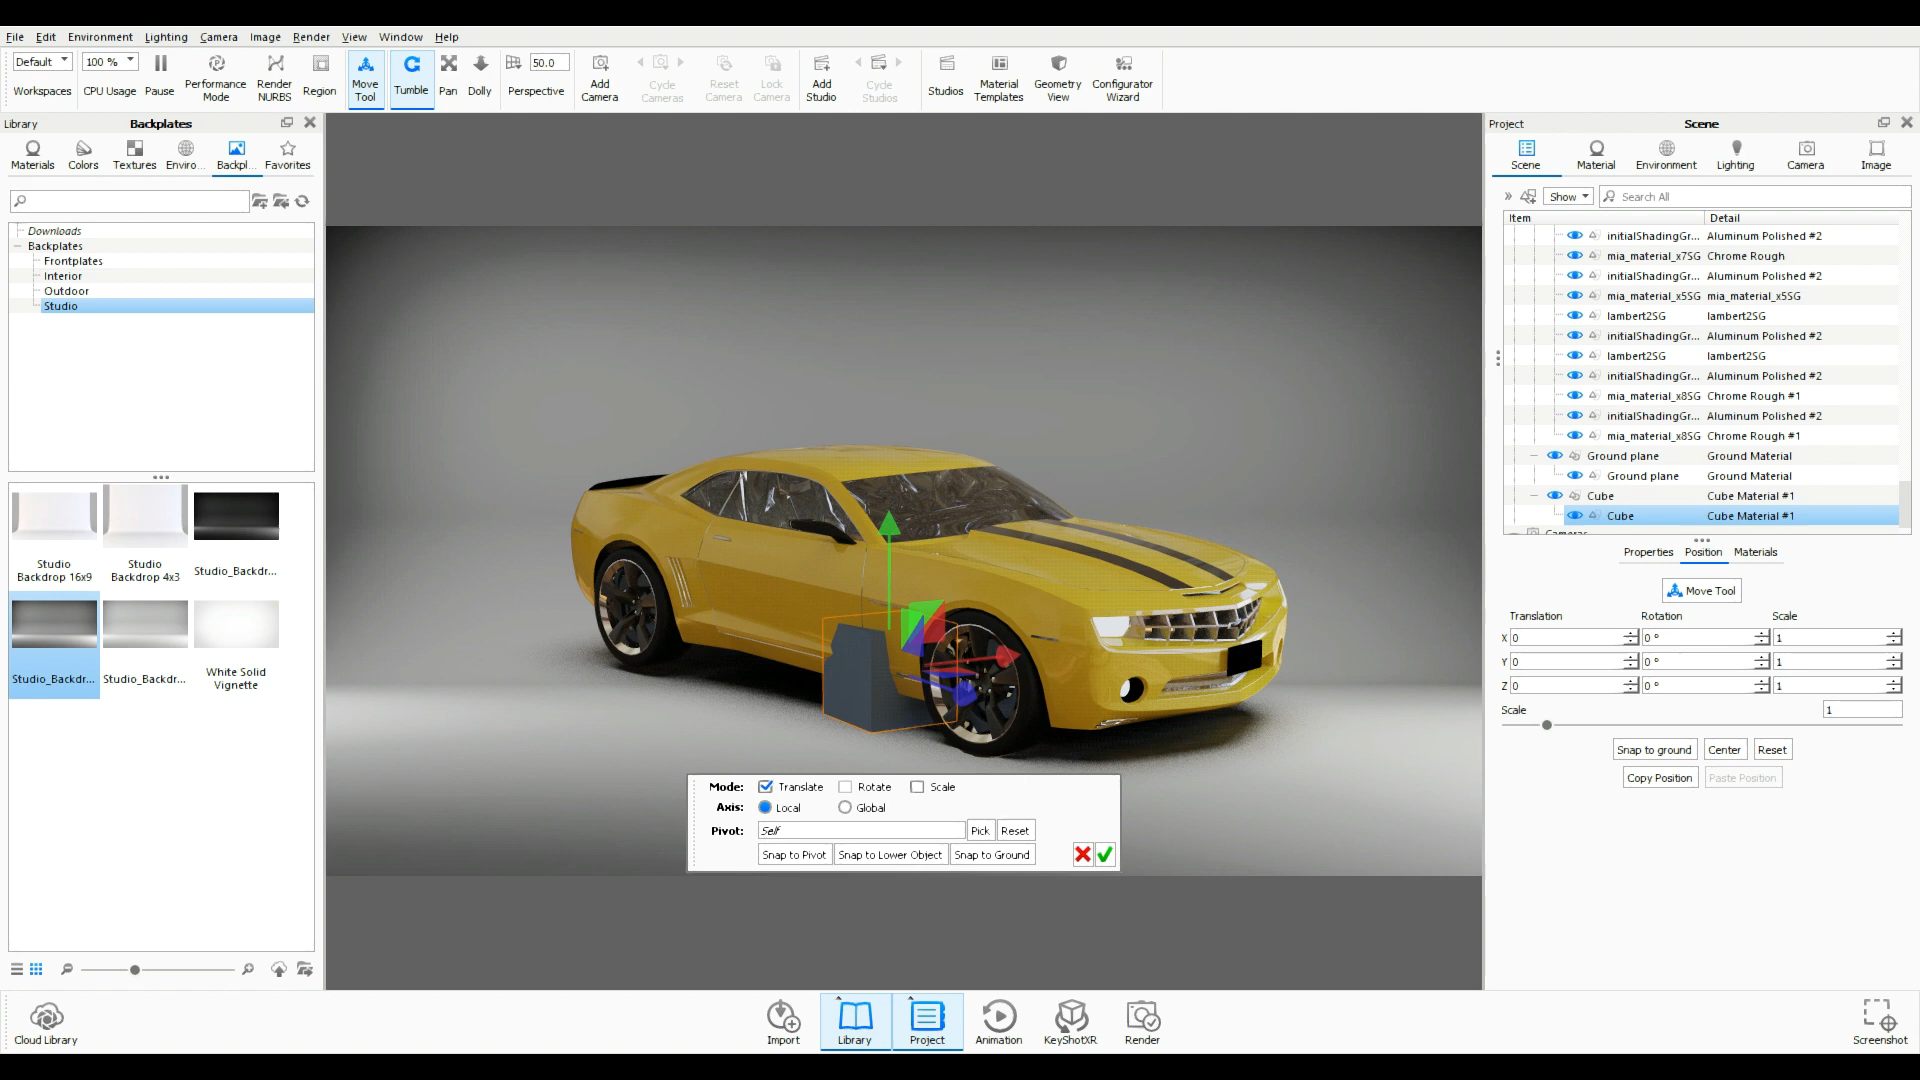 File Edit Environment Lighting Camera Image Render View Window Help
Default 100 % 50.0
Workspaces CPU Usage Pause Performance Mode Render NURBS Region Move Tool Tumble Pan Dolly Perspective Add Camera Cycle Cameras Reset Camera Lock Camera Add Studio Cycle Studios Studios Material Templates Geometry View Configurator Wizard
Library Backplates
Materials Colors Textures Enviro... Backpl... Favorites
Downloads
Backplates
Frontplates
Interior
Outdoor
Studio
Studio Backdrop 16x9
Studio Backdrop 4x3
Studio_Backdr...
Studio_Backdr...
Studio_Backdr...
White Solid Vignette
Mode: Translate Rotate Scale
Axis: Local Global
Pivot: Self Pick Reset
Snap to Pivot Snap to Lower Object Snap to Ground
Project Scene
Scene Material Environment Lighting Camera Image
Show Search All
Item Detail
initialShadingGr... Aluminum Polished #2
mia_material_x7SG Chrome Rough
initialShadingGr... Aluminum Polished #2
mia_material_x5SG mia_material_x5SG
lambert2SG lambert2SG
initialShadingGr... Aluminum Polished #2
lambert2SG lambert2SG
initialShadingGr... Aluminum Polished #2
mia_material_x8SG Chrome Rough #1
initialShadingGr... Aluminum Polished #2
mia_material_x8SG Chrome Rough #1
Ground plane Ground Material
Ground plane Ground Material
Cube Cube Material #1
Cube Cube Material #1
Cameras
Properties Position Materials
Move Tool
Translation Rotation Scale
X 0 0 ° 1
Y 0 0 ° 1
Z 0 0 ° 1
Scale 1
Snap to ground Center Reset
Copy Position Paste Position
Cloud Library Import Library Project Animation KeyShotXR Render Screenshot